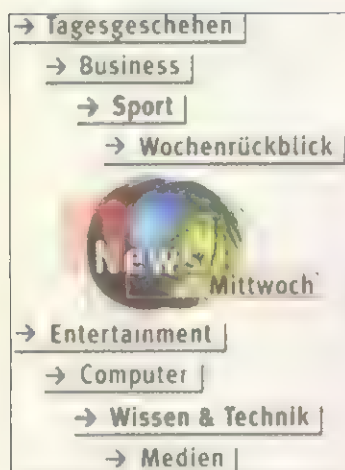 → Tagesgeschehen
→ Business
→ Sport
→ Wochenrückblick
News
Mittwoch
→ Entertainment
→ Computer
→ Wissen & Technik
→ Medien